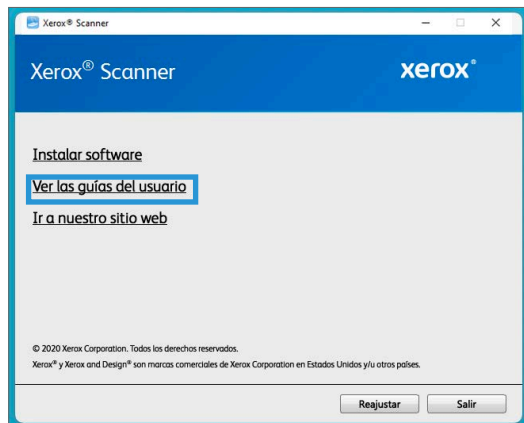 Xerox® Scanner
Xerox® Scanner
xerox®
Instalar software
Ver las guías del usuario
Ir a nuestro sitio web
© 2020 Xerox Corporation. Todos los derechos reservados.
Xerox® y Xerox and Design® son marcas comerciales de Xerox Corporation en Estados Unidos y/u otros países.
Reajustar
Salir